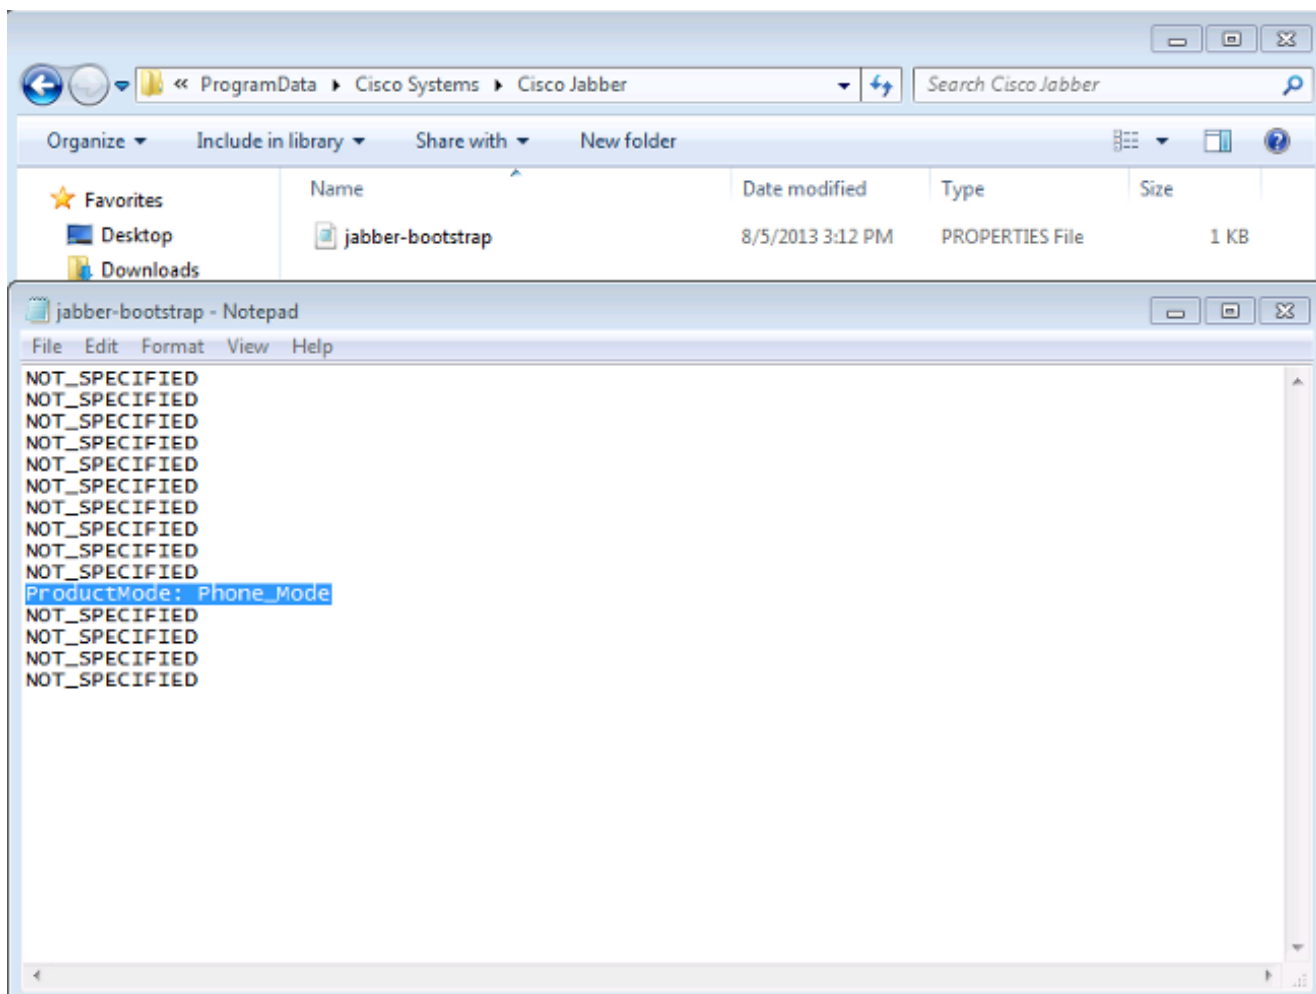 « ProgramData ▸ Cisco Systems ▸ Cisco Jabber
Search Cisco Jabber
Organize Include in library Share with New folder
Name Date modified Type Size
Favorites
Desktop
Downloads
jabber-bootstrap 8/5/2013 3:12 PM PROPERTIES File 1 KB
jabber-bootstrap - Notepad
File Edit Format View Help
NOT_SPECIFIED
NOT_SPECIFIED
NOT_SPECIFIED
NOT_SPECIFIED
NOT_SPECIFIED
NOT_SPECIFIED
NOT_SPECIFIED
NOT_SPECIFIED
NOT_SPECIFIED
NOT_SPECIFIED
ProductMode: Phone_Mode
NOT_SPECIFIED
NOT_SPECIFIED
NOT_SPECIFIED
NOT_SPECIFIED